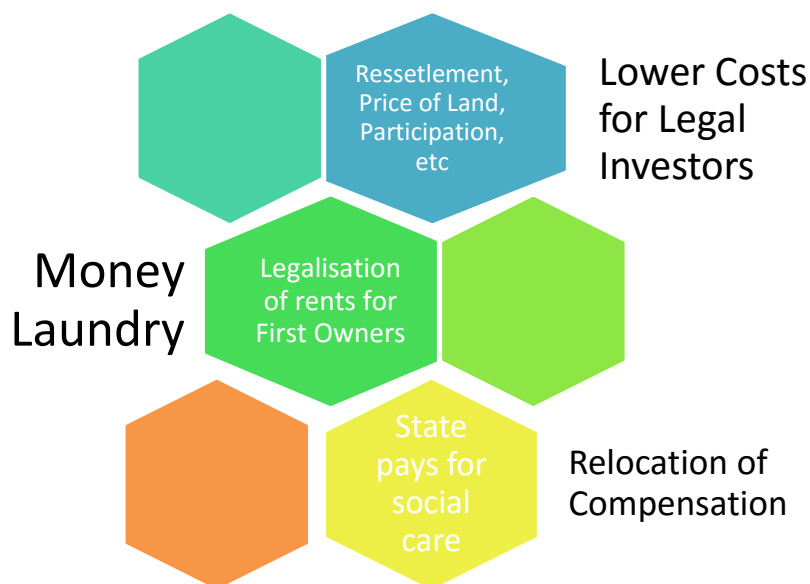 Ressetlement,
Price of Land,
Participation,
etc
Lower Costs
for Legal
Investors
Money
Laundry
Legalisation
of rents for
First Owners
State
pays for
social
care
Relocation of
Compensation